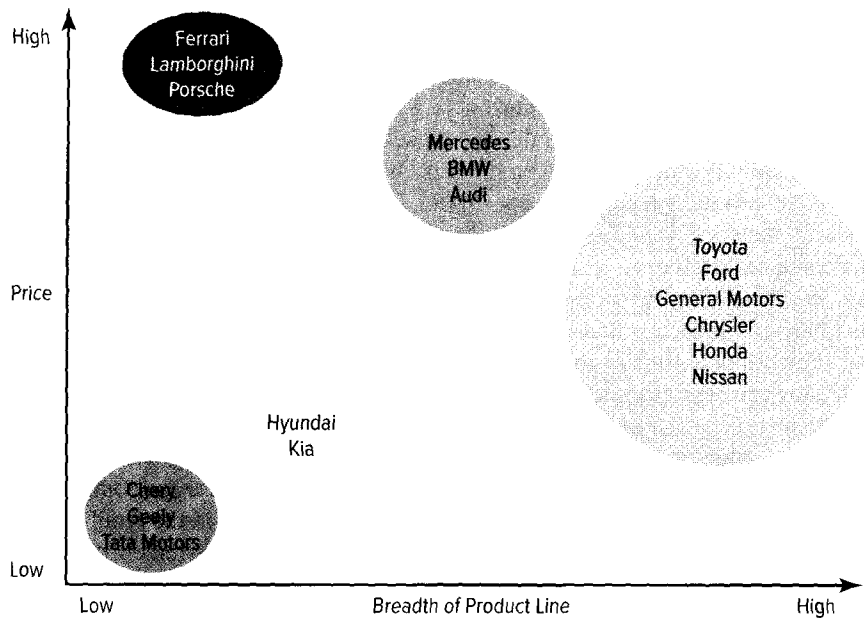 High
Ferrari
Lamborghini
Porsche
Mercedes
BMW
Audi
Toyota
Ford
General Motors
Chrysler
Honda
Nissan
Price
Hyundai
Kia
Chery
Geely
Tata Motors
Low
Low
Breadth of Product Line
High